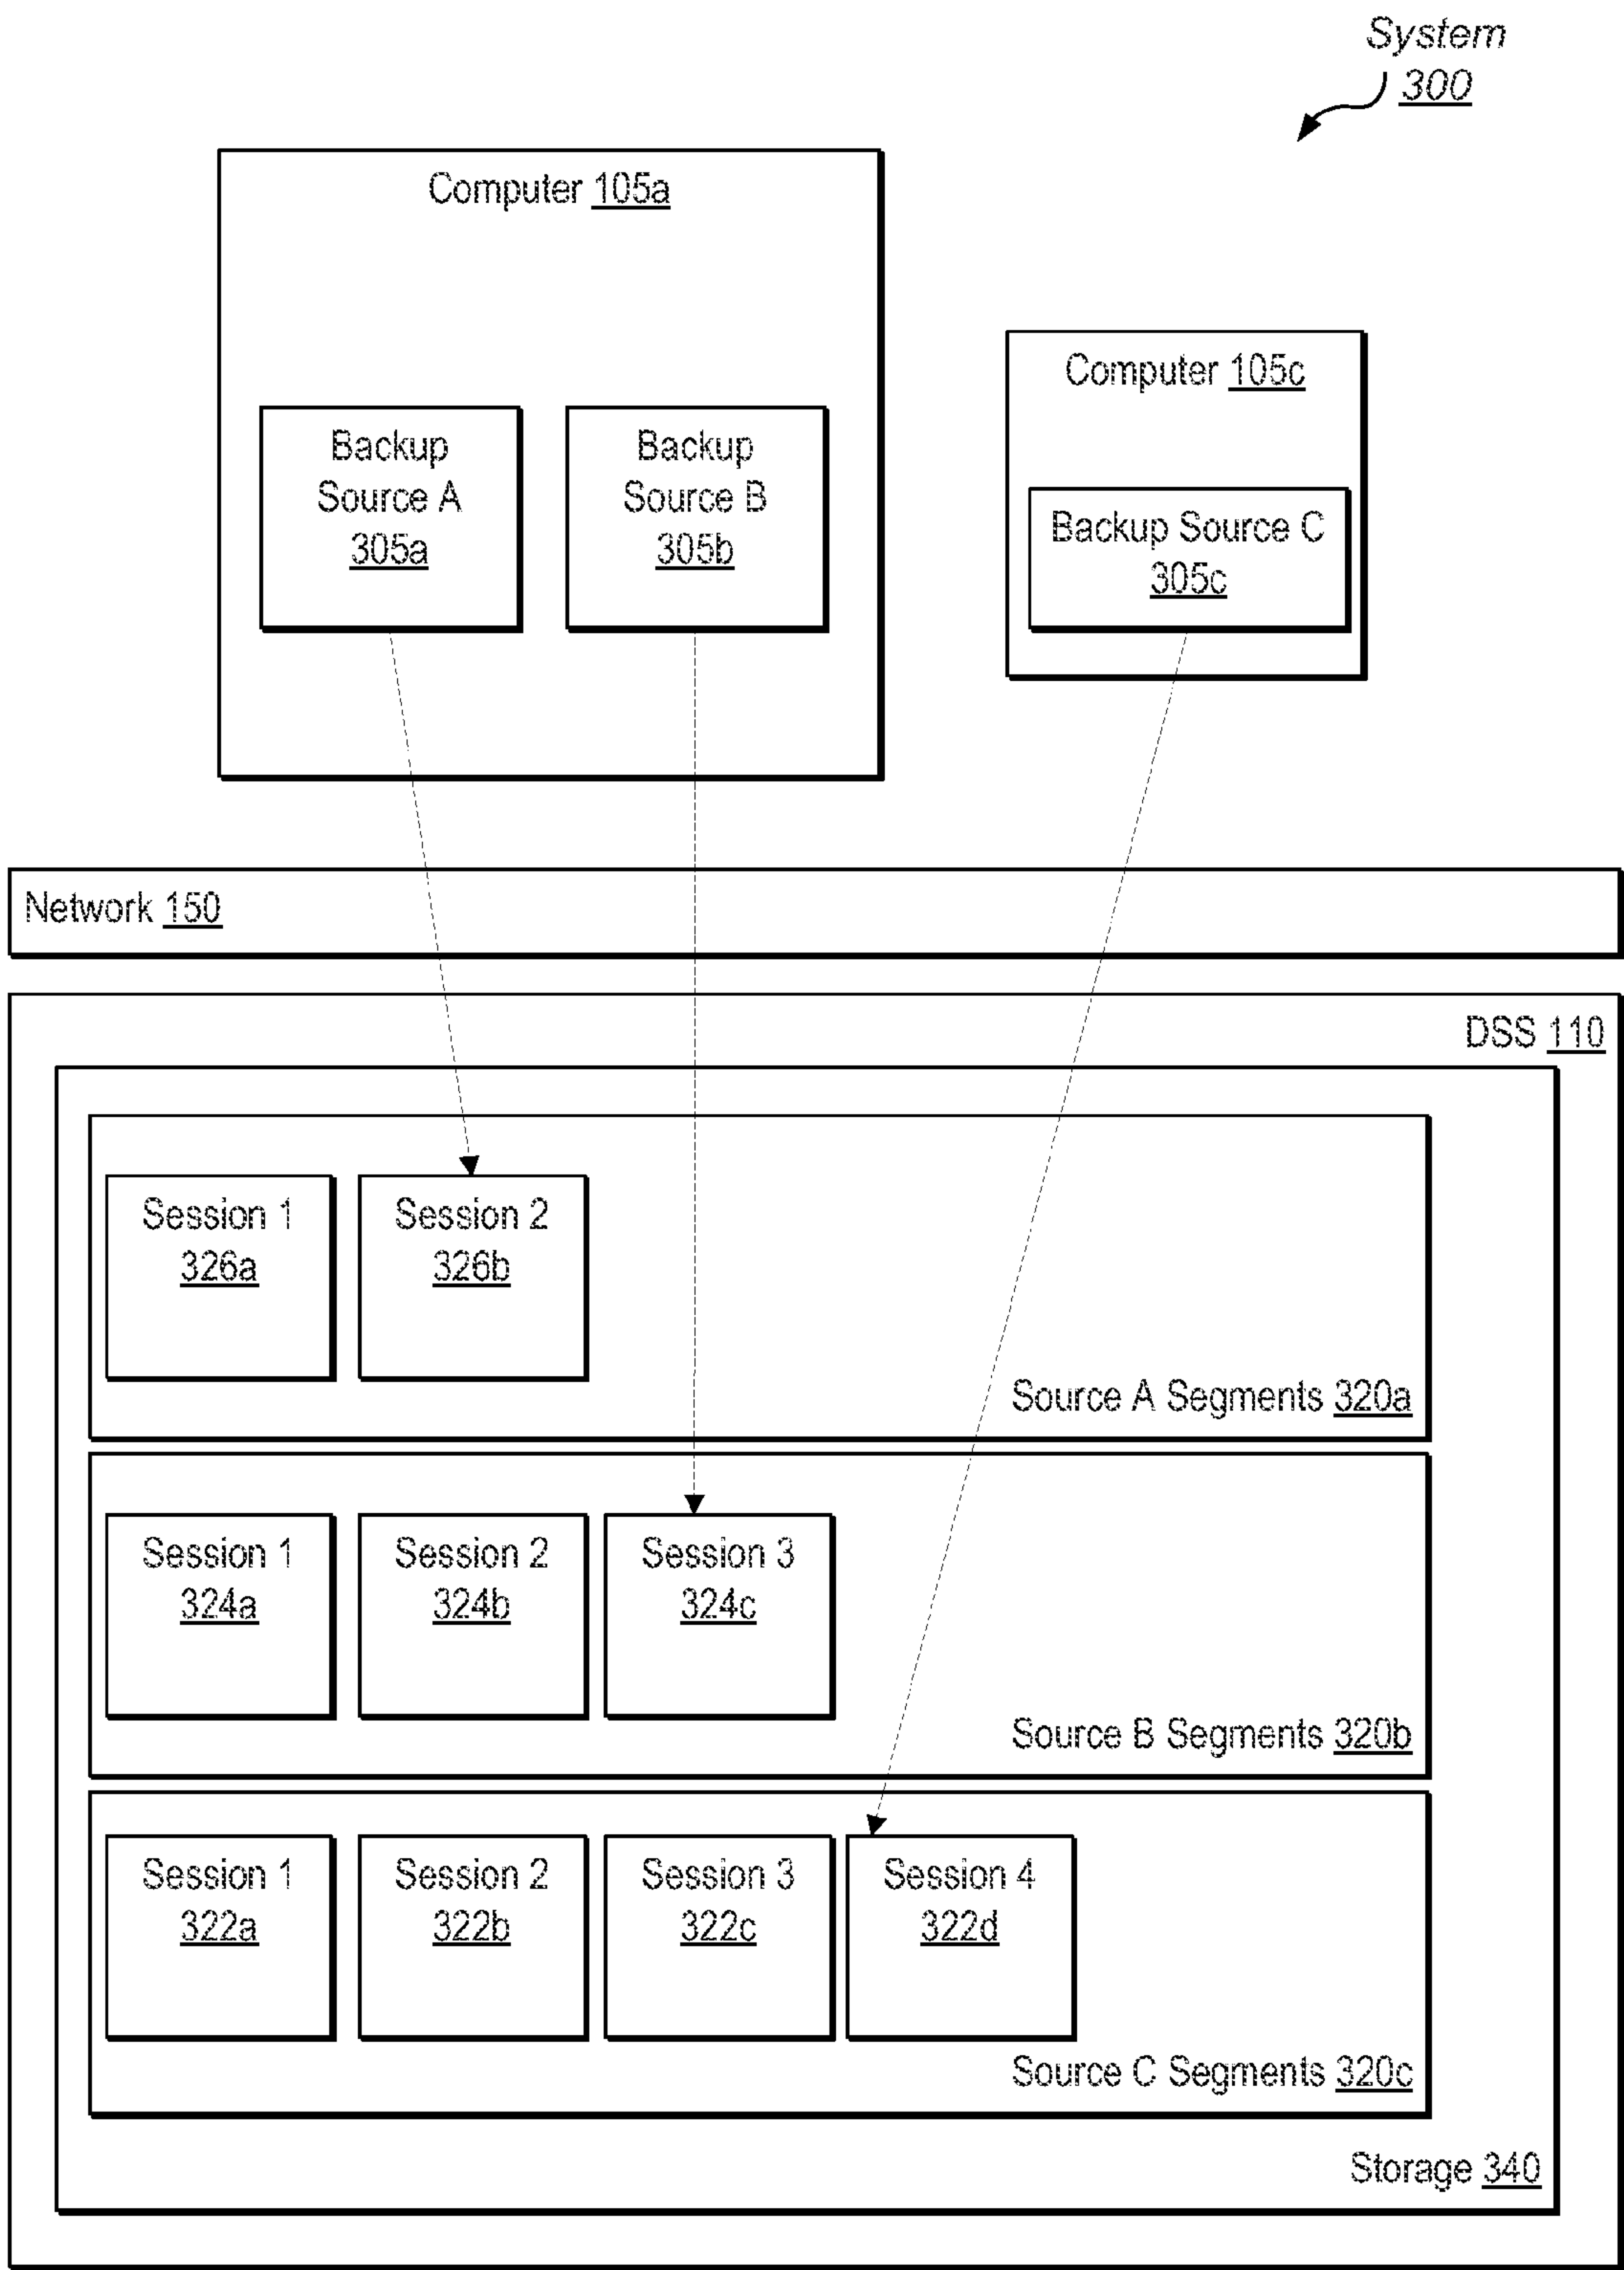 System
300
Computer 105a
Computer 105c
Backup
Source A
305a
Backup
Source B
305b
Backup Source C
305c
Network 150
DSS 110
Session 1
326a
Session 2
326b
Source A Segments 320a
Session 1
324a
Session 2
324b
Session 3
324c
Source B Segments 320b
Session 1
322a
Session 2
322b
Session 3
322c
Session 4
322d
Source C Segments 320c
Storage 340